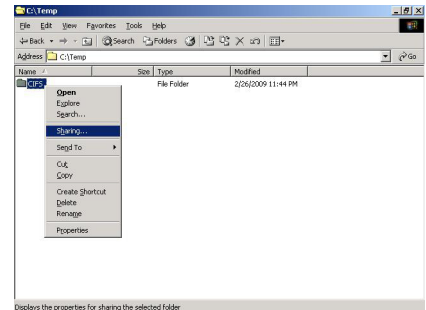 C:\Temp
File Edit View Favorites Tools Help
Back Search Folders
Address C:\Temp Go
Name Size Type Modified
CIFS File Folder 2/26/2009 11:44 PM
Open
Explore
Search...
Sharing...
Send To
Cut
Copy
Create Shortcut
Delete
Rename
Properties
Displays the properties for sharing the selected folder